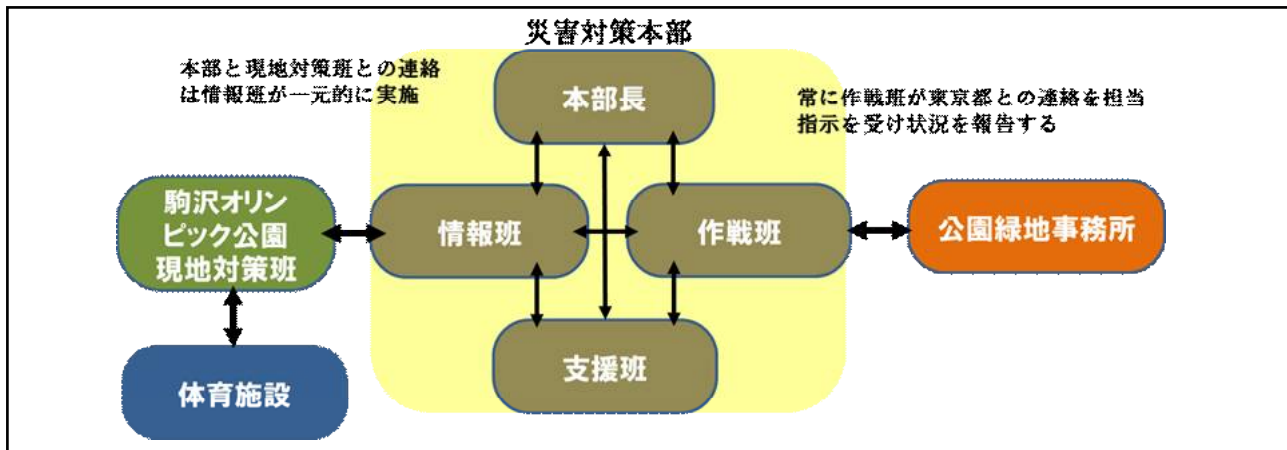 災害対策本部
本部と現地対策班との連絡
は情報班が一元的に実施
本部長
常に作戦班が東京都との連絡を担当
指示を受け状況を報告する
駒沢オリン
ピック公園
現地対策班
情報班
作戦班
公園緑地事務所
支援班
体育施設